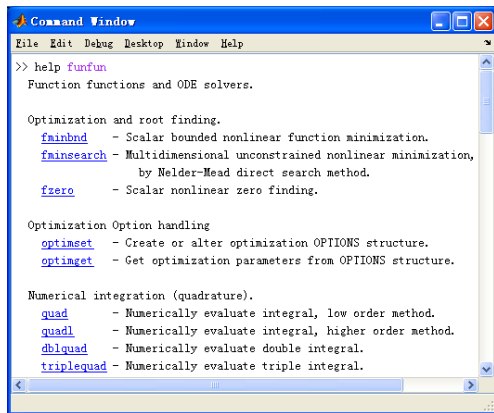 Command Window
File Edit Debug Desktop Window Help
>> help funfun
Function functions and ODE solvers.
Optimization and root finding.
fminbnd - Scalar bounded nonlinear function minimization.
fminsearch - Multidimensional unconstrained nonlinear minimization,
by Nelder-Mead direct search method.
fzero - Scalar nonlinear zero finding.
Optimization Option handling
optimset - Create or alter optimization OPTIONS structure.
optimget - Get optimization parameters from OPTIONS structure.
Numerical integration (quadrature).
quad - Numerically evaluate integral, low order method.
quadl - Numerically evaluate integral, higher order method.
dblquad - Numerically evaluate double integral.
triplequad - Numerically evaluate triple integral.